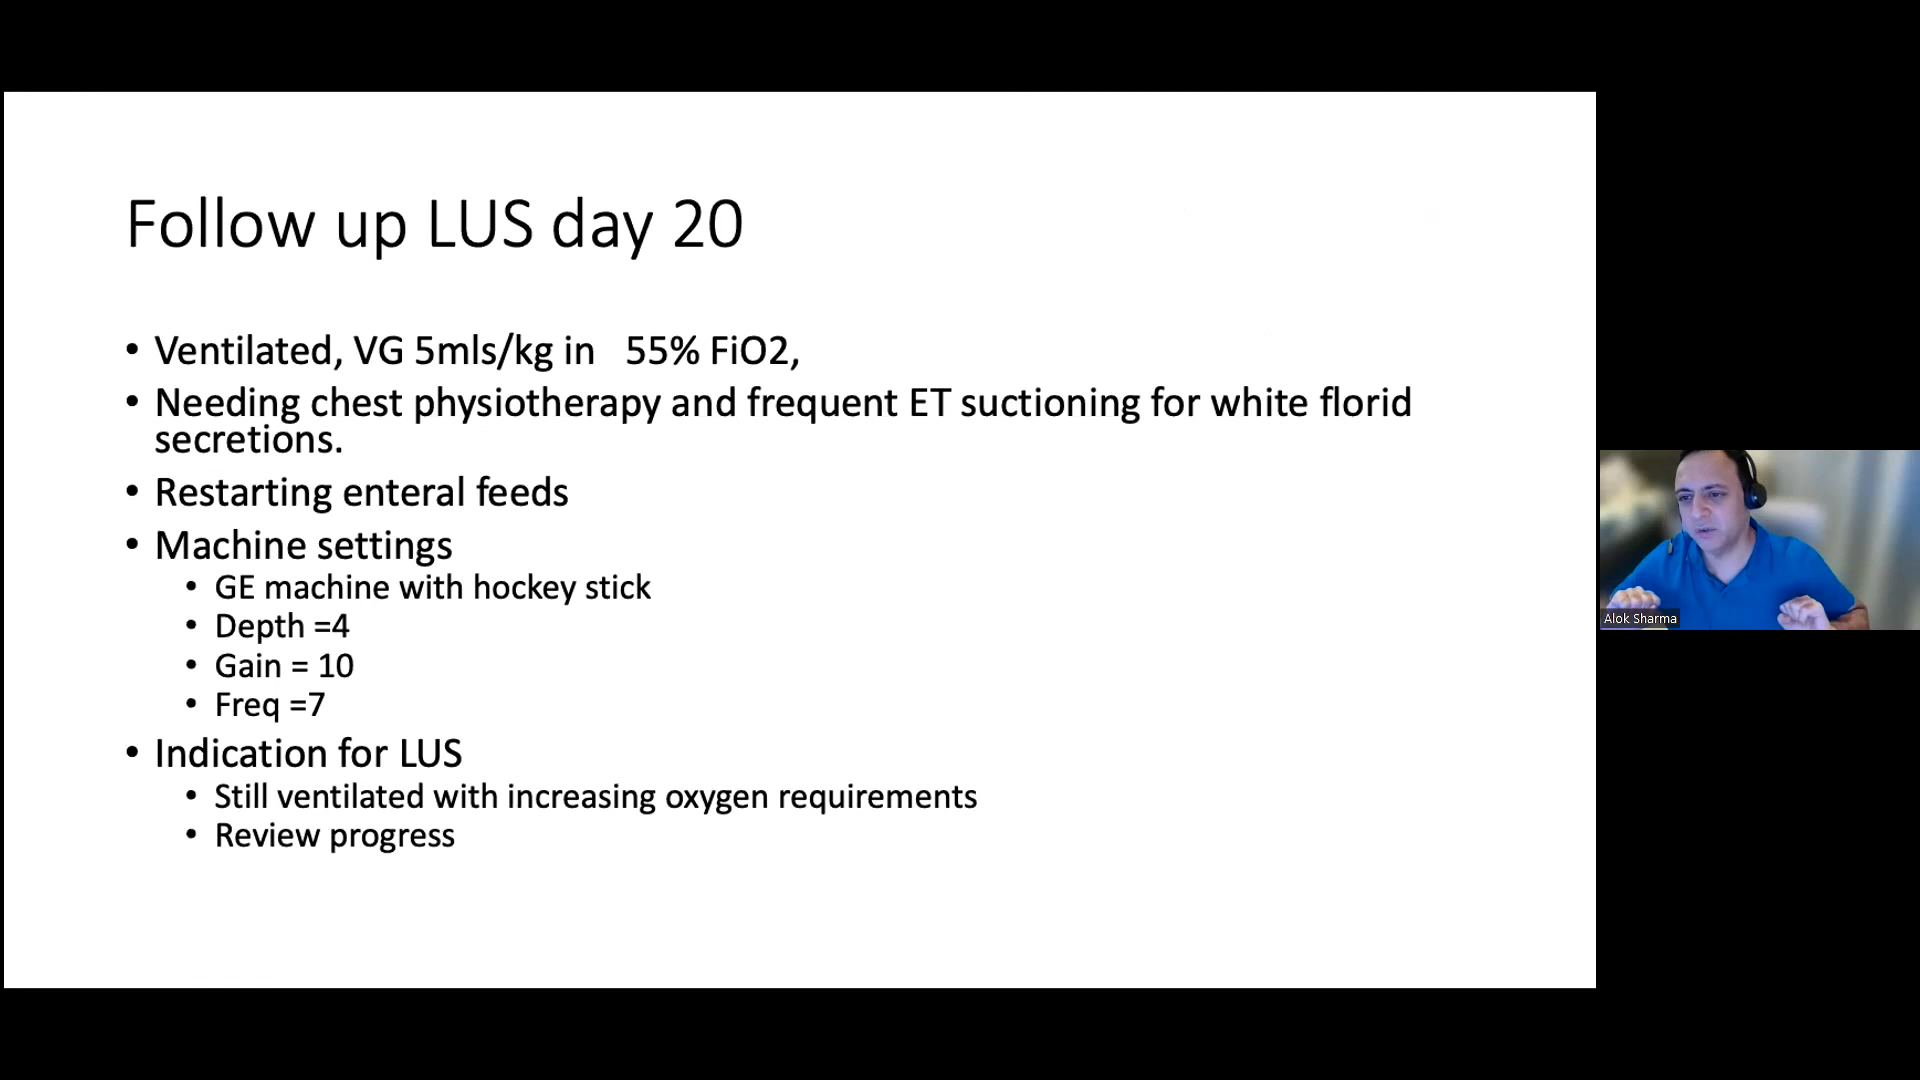 Follow up LUS day 20
• Ventilated, VG 5mls/kg in 55% FiO2,
• Needing chest physiotherapy and frequent ET suctioning for white florid
secretions.
• Restarting enteral feeds
• Machine settings
• GE machine with hockey stick
• Depth =4
• Gain = 10
• Freq =7
• Indication for LUS
• Still ventilated with increasing oxygen requirements
• Review progress
Alok Sharma